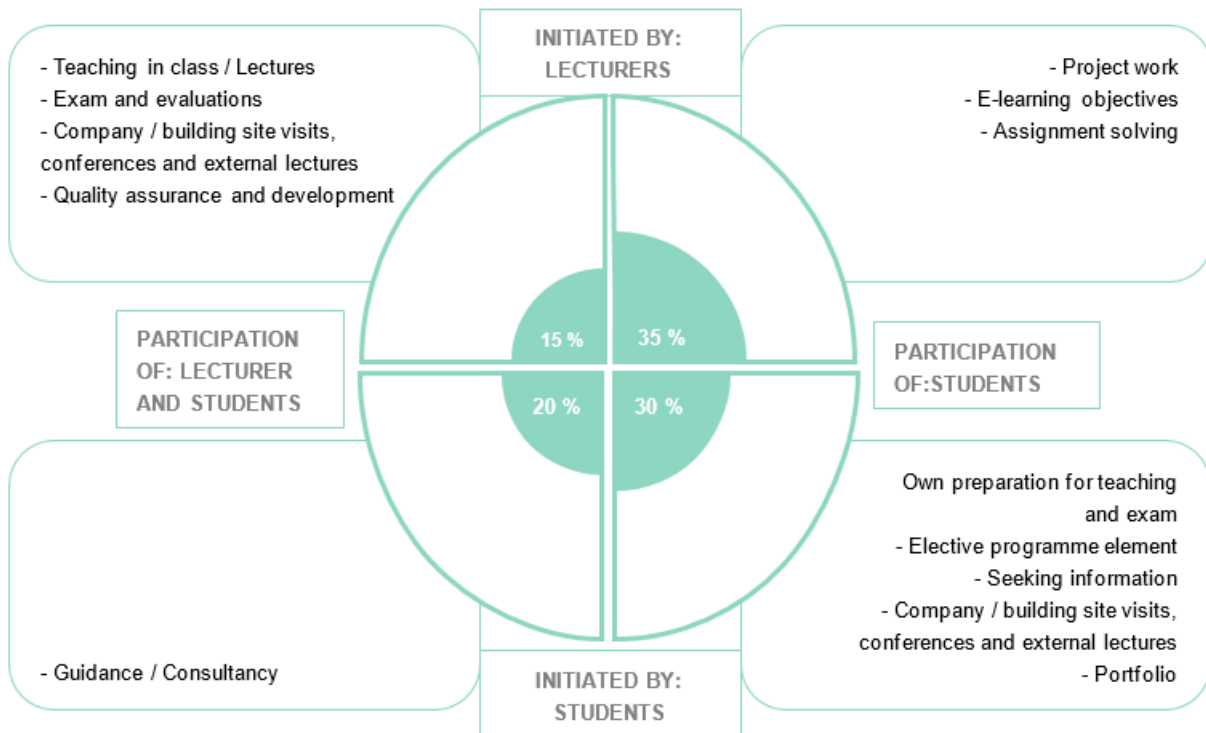 INITIATED BY:
LECTURERS
- Teaching in class / Lectures
- Exam and evaluations
- Company / building site visits,
conferences and external lectures
- Quality assurance and development
- Project work
- E-learning objectives
- Assignment solving
PARTICIPATION
OF: LECTURER
AND STUDENTS
15 %
35 %
20 %
30 %
PARTICIPATION
OF:STUDENTS
- Guidance / Consultancy
Own preparation for teaching
and exam
- Elective programme element
- Seeking information
- Company / building site visits,
conferences and external lectures
- Portfolio
INITIATED BY:
STUDENTS